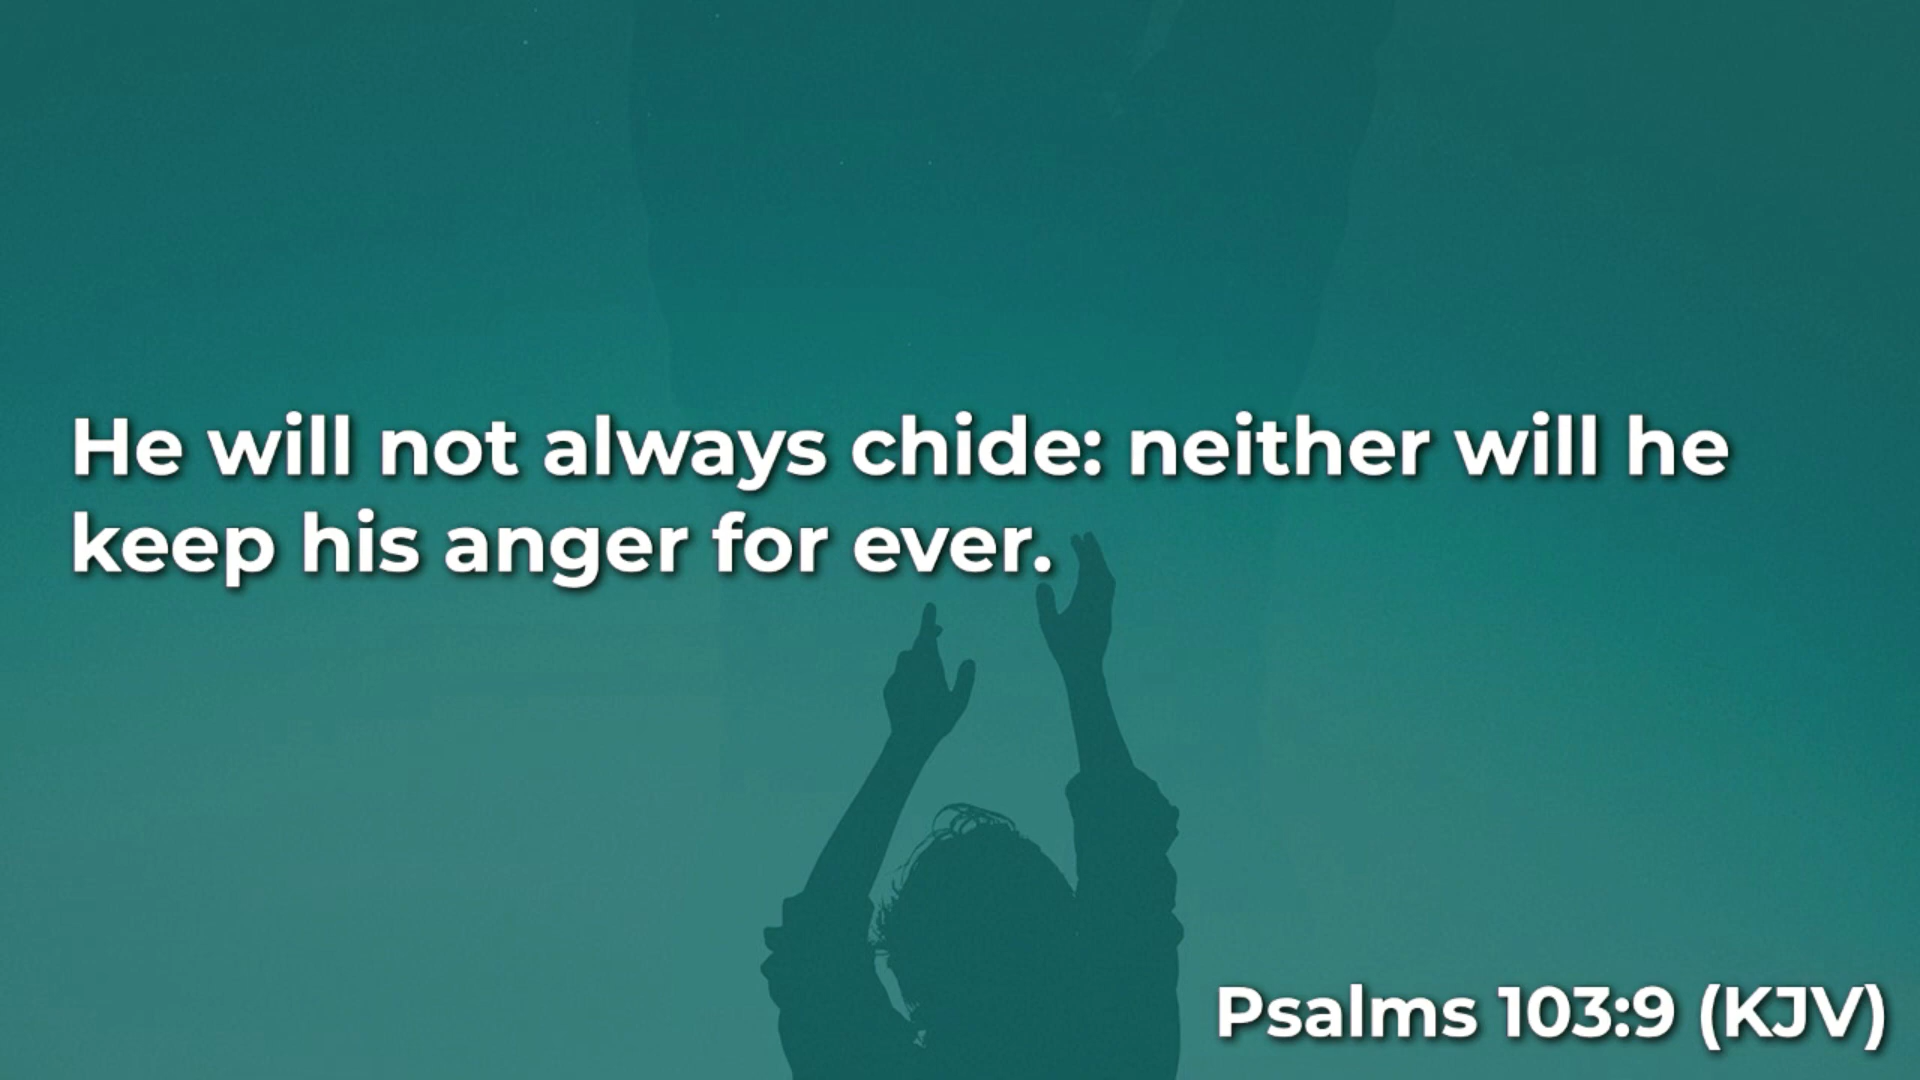 He will not always chide: neither will he
keep his anger for ever.
Psalms 103:9 (KJV)